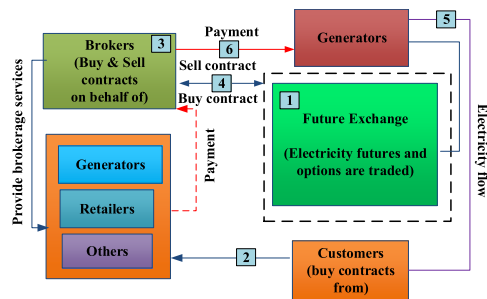 3
Brokers
(Buy & Sell
contracts
on behalf of)
Payment
6
Sell contract
4
Buy contract
Generators
5
1
Future Exchange
(Electricity futures and
options are traded)
Electricity
flow
Provide brokerage services
Generators
Retailers
Others
Payment
2
Customers
(buy contracts
from)